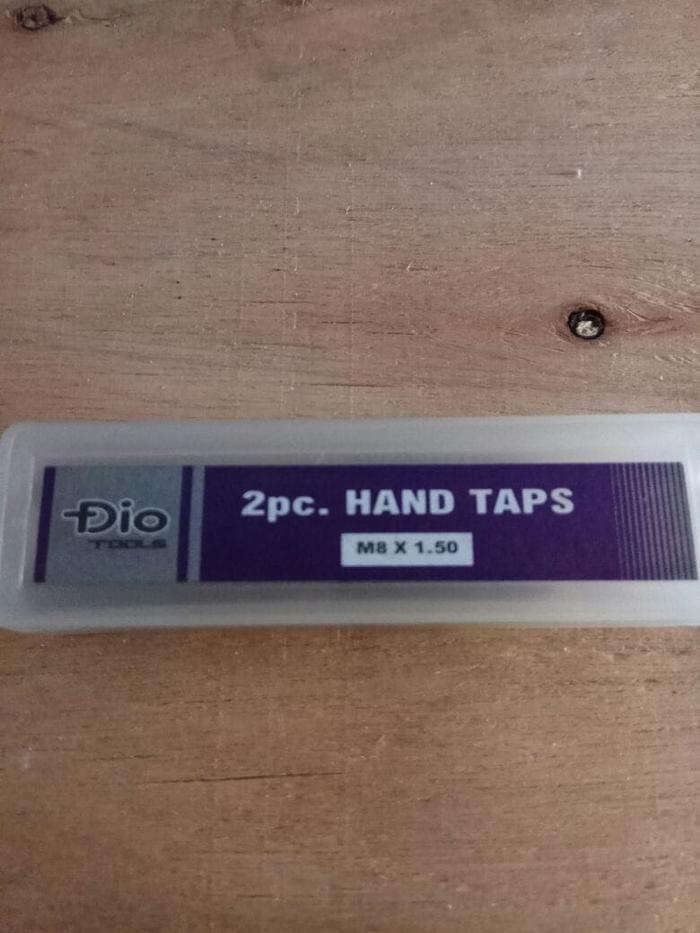 Dio
TOOLS
2pc. HAND TAPS
M8 X 1.50